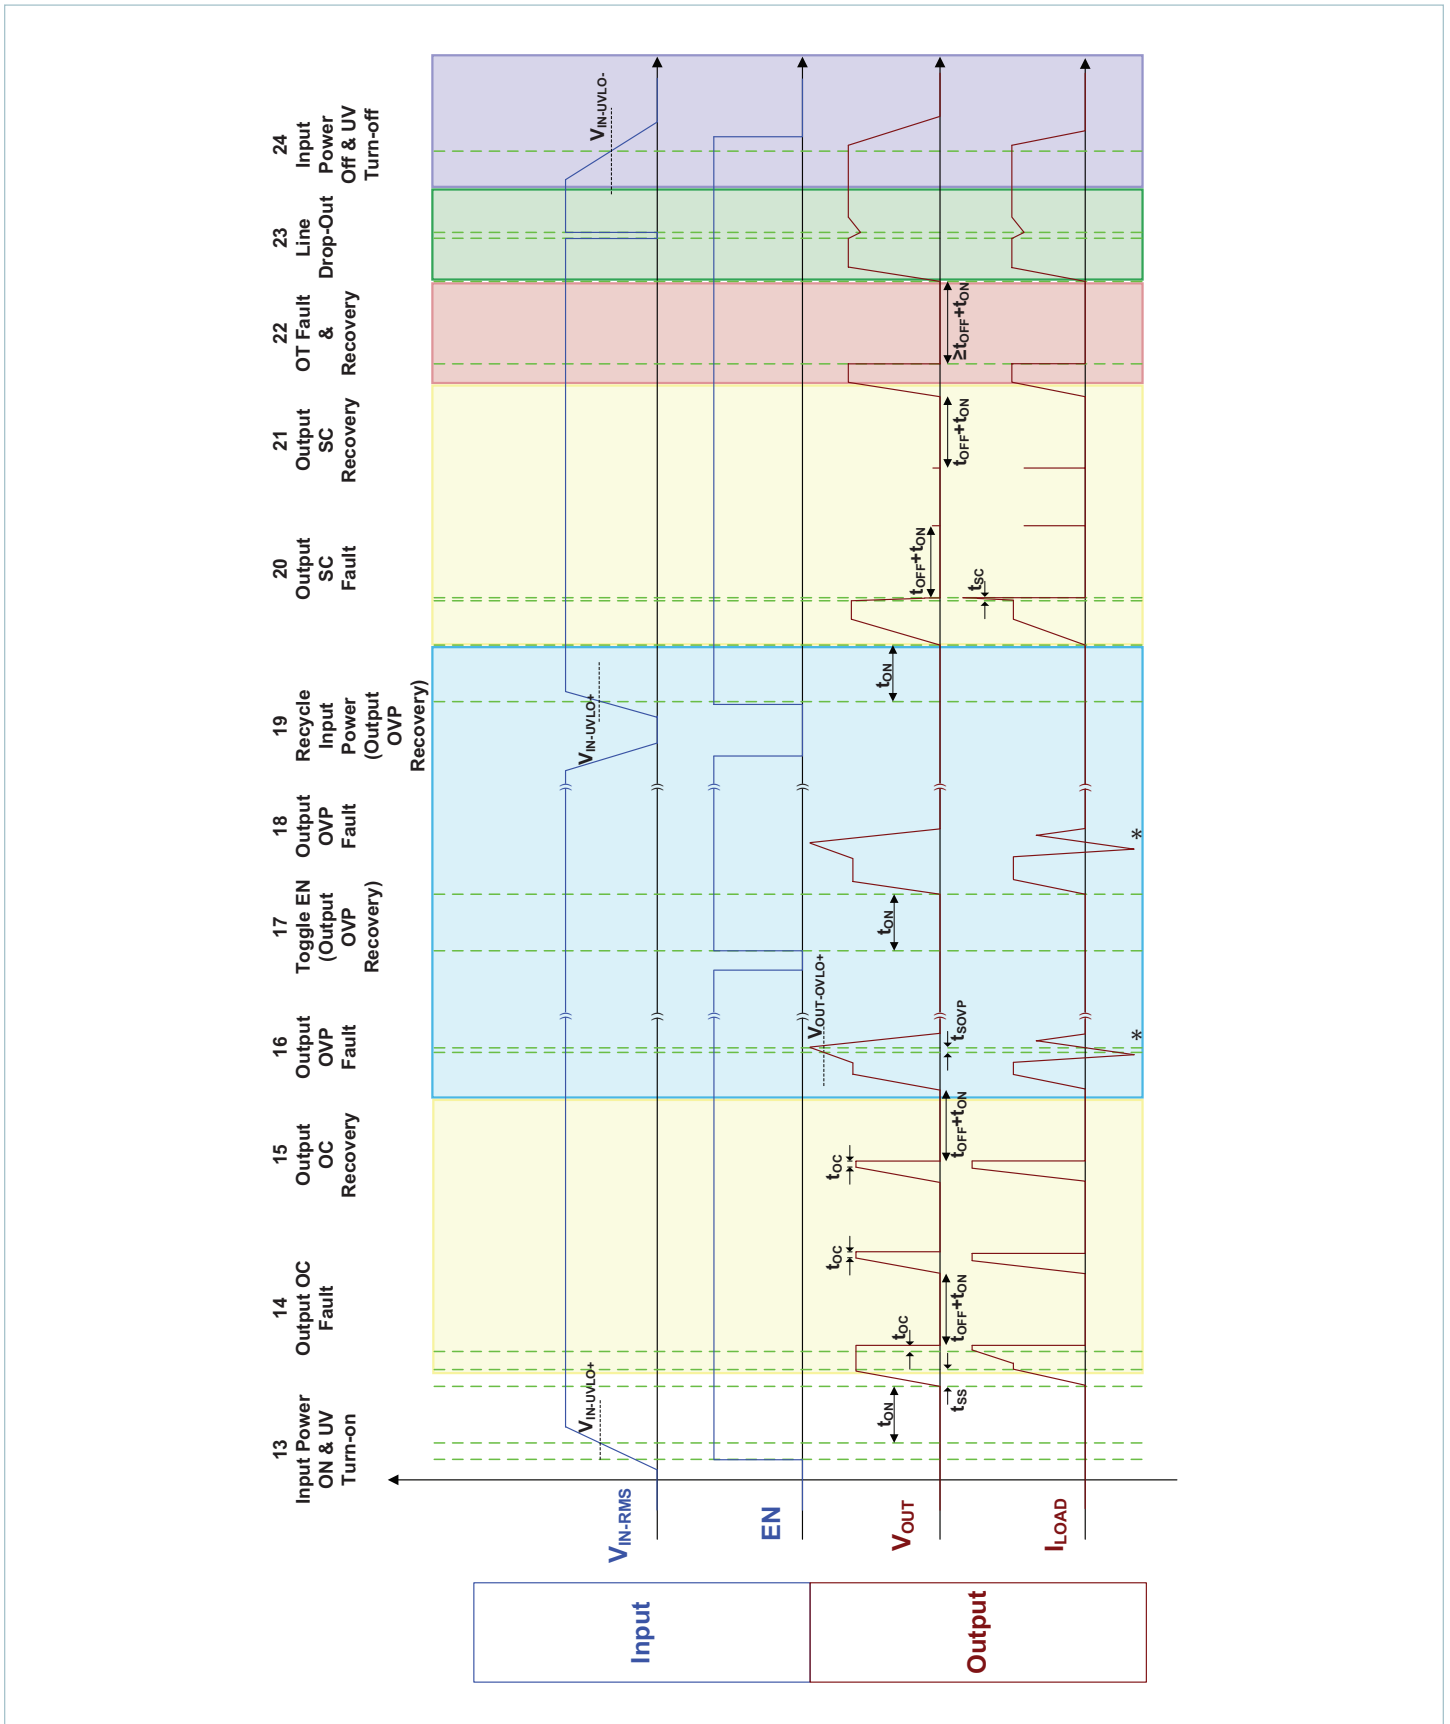 13
Input Power
ON & UV
Turn-on
14
Output OC
Fault
15
Output
OC
Recovery
16
Output
OVP
Fault
17
Toggle EN
(Output
OVP
Recovery)
18
Output
OVP
Fault
19
Recycle
Input
Power
(Output
OVP
Recovery)
20
Output
SC
Fault
21
Output
SC
Recovery
22
OT Fault
&
Recovery
23
Line
Drop-Out
24
Input
Power
Off & UV
Turn-off
Input
VIN-RMS
VIN-UVLO+
VIN-UVLO+
VIN-UVLO-
EN
Output
VOUT
tON
tSS
tOC
tOFF+tON
tOC
tOC
tOFF+tON
VOUT-OVLO+
tSOVP
tON
tON
tOFF+tON
tOFF+tON
≥tOFF+tON
ILOAD
*
*
tSC